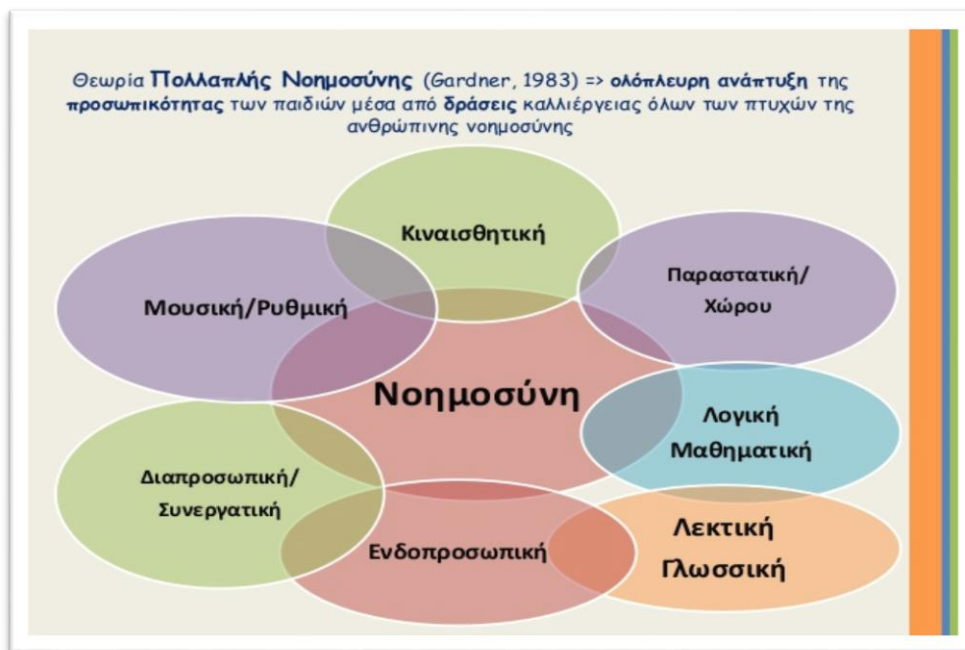 Θεωρία Πολλαπλής Νοημοσύνης (Gardner, 1983) => ολόπλευρη ανάπτυξη της
προσωπικότητας των παιδιών μέσα από δράσεις καλλιέργειας όλων των πτυχών της
ανθρώπινης νοημοσύνης
Κιναισθητική
Παραστατική/
Χώρου
Μουσική/Ρυθμική
Νοημοσύνη
Λογική
Μαθηματική
Διαπροσωπική/
Συνεργατική
Ενδοπροσωπική
Λεκτική
Γλωσσική